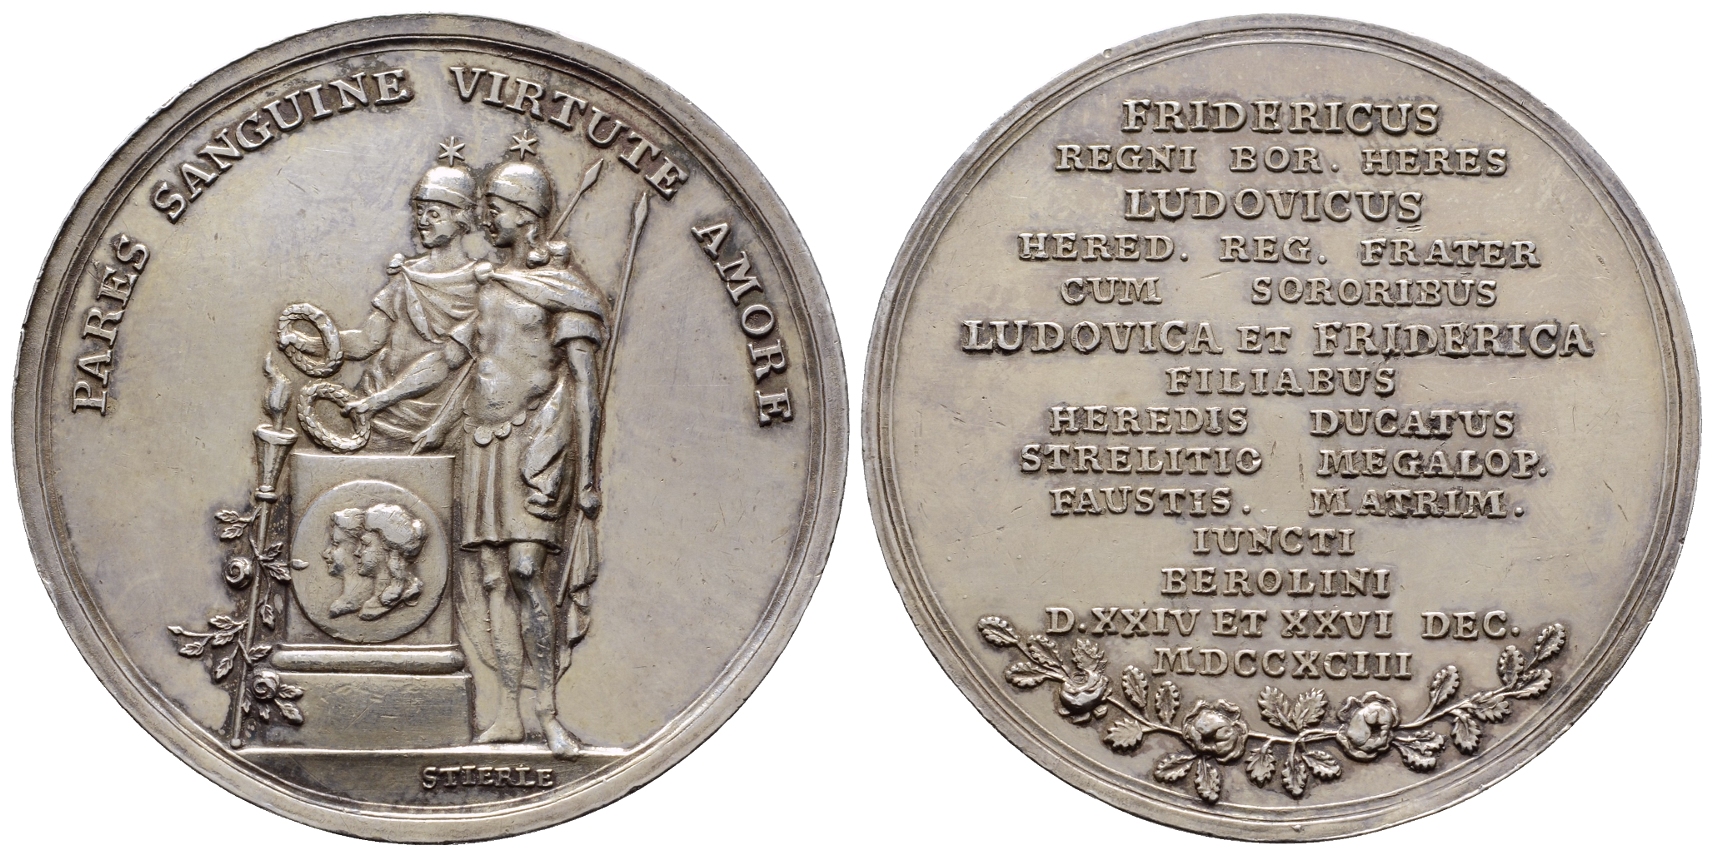 PARES SANGUINE VIRTUTE AMORE
STIERLE
FRIDERICUS
REGNI BOR. HERES
LUDOVICUS
HERED. REG. FRATER
CUM SORORIBUS
LUDOVICA ET FRIDERICA
FILIABUS
HEREDIS DUCATUS
STRELITIO MEGALOP.
FAUSTIS. MATRIM.
IUNCTI
BEROLINI
D.XXIV ET XXVI DEC.
MDCCXCIII